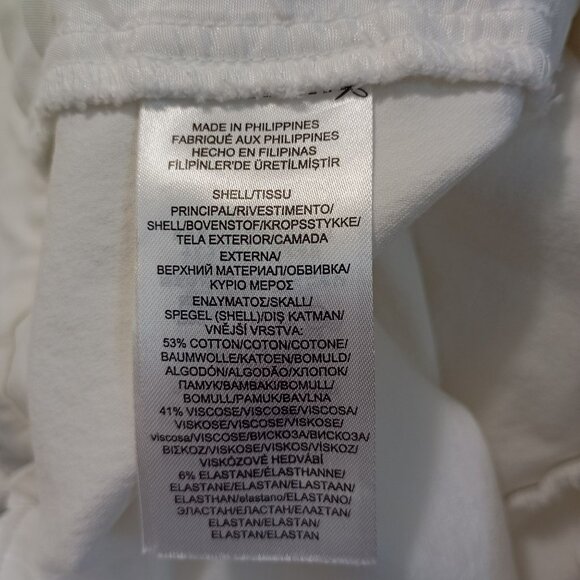 MADE IN PHILIPPINES
FABRIQUÉ AUX PHILIPPINES
HECHO EN FILIPINAS
FİLİPİNLER'DE ÜRETİLMİŞTİR
SHELL/TISSU
PRINCIPAL/RIVESTIMENTO/
SHELL/BOVENSTOF/KROPSSTYKKE/
TELA EXTERIOR/CAMADA
EXTERNA/
ВЕРХНИЙ МАТЕРИАЛ/ОБВИВКА/
ΚΥΡΙΟ ΜΕΡΟΣ
ΕΝΔΥΜΑΤΟΣ/SKALL/
SPEGEL (SHELL)/DIŞ KATMAN/
VNĚJŠÍ VRSTVA:
53% COTTON/COTON/COTONE/
BAUMWOLLE/KATOEN/BOMULD/
ALGODÓN/ALGODÃO/ХЛОПОК/
ПАМУК/ΒΑΜΒΑΚΙ/BOMULL/
BOMULL/PAMUK/BAVLNA
41% VISCOSE/VISCOSE/VISCOSA/
VISKOSE/VISCOSE/VISKOSE/
viscosa/VISCOSE/ВИСКОЗА/ВИСКОЗА/
ΒΙΣΚΟΖ/VISKOSE/VISKOS/VİSKOZ/
VISKÓZOVÉ HEDVÁBÍ
6% ELASTANE/ÉLASTHANNE/
ELASTANE/ELASTAN/ELASTAAN/
ELASTHAN/elastano/ELASTANO/
ЭЛАСТАН/ЕЛАСТАН/ΕΛΑΣΤΑΝ/
ELASTAN/ELASTAN/
ELASTAN/ELASTAN